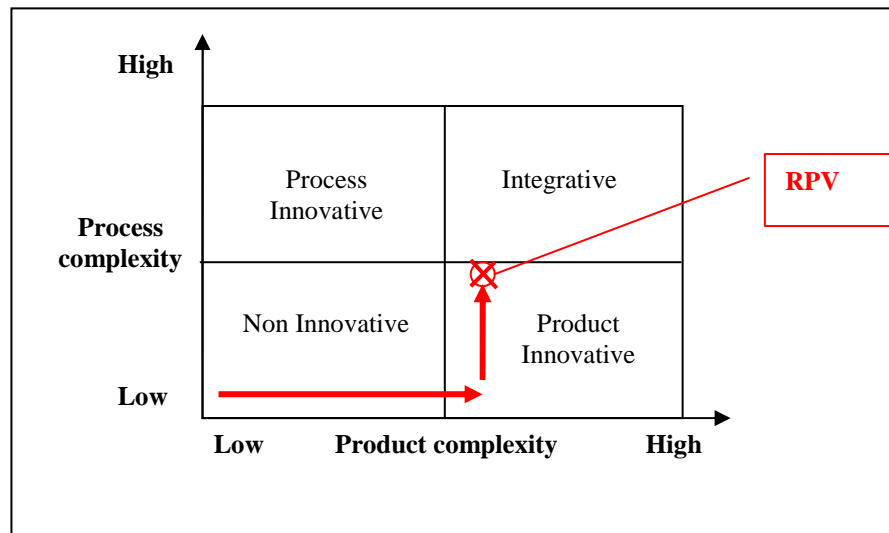 High
Process
Innovative
Integrative
RPV
Process
complexity
Non Innovative
Product
Innovative
Low
Low
Product complexity
High